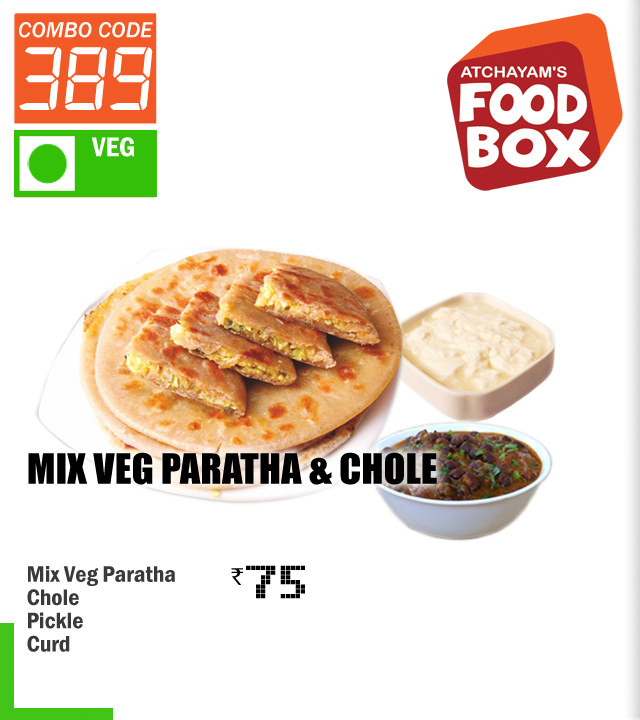 COMBO CODE
389
VEG
ATCHAYAM'S
FOOD
BOX
MIX VEG PARATHA & CHOLE
Mix Veg Paratha
₹75
Chole
Pickle
Curd